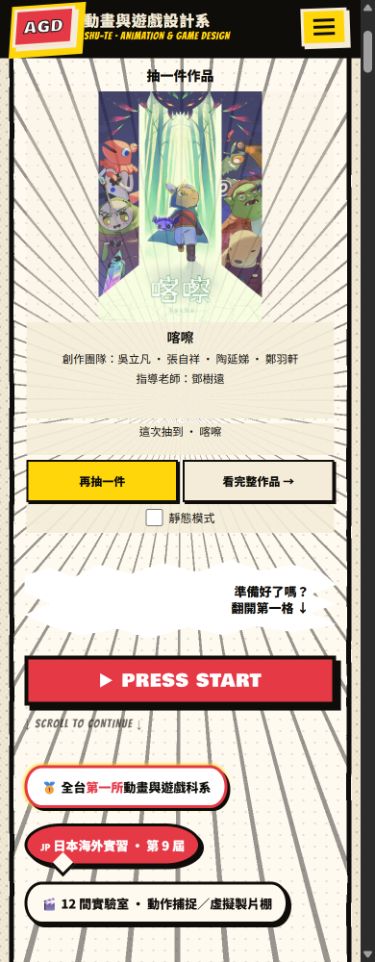 AGD
動畫與遊戲設計系
SHU-TE · ANIMATION & GAME DESIGN
抽一件作品
喀嚓
喀嚓
創作團隊：吳立凡 · 張自祥 · 陶延娣 · 鄭羽軒
指導老師：鄧樹遠
這次抽到 · 喀嚓
再抽一件
看完整作品 →
靜態模式
準備好了嗎？
翻開第一格 ↓
▶ PRESS START
↓ SCROLL TO CONTINUE ↓
全台第一所動畫與遊戲科系
JP 日本海外實習 · 第 9 屆
12 間實驗室 · 動作捕捉／虛擬製片棚